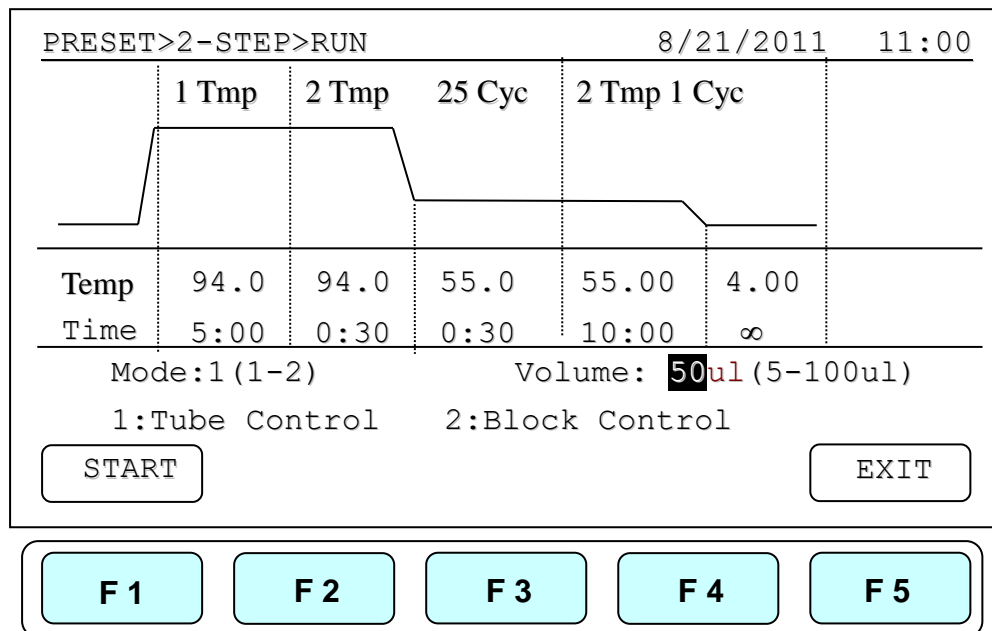 PRESET>2-STEP>RUN 8/21/2011 11:00
1 Tmp 2 Tmp 25 Cyc 2 Tmp 1 Cyc
Temp 94.0 94.0 55.0 55.00 4.00
Time 5:00 0:30 0:30 10:00 ∞
Mode:1(1-2) Volume: 50ul(5-100ul)
1:Tube Control 2:Block Control
START EXIT
F 1 F 2 F 3 F 4 F 5